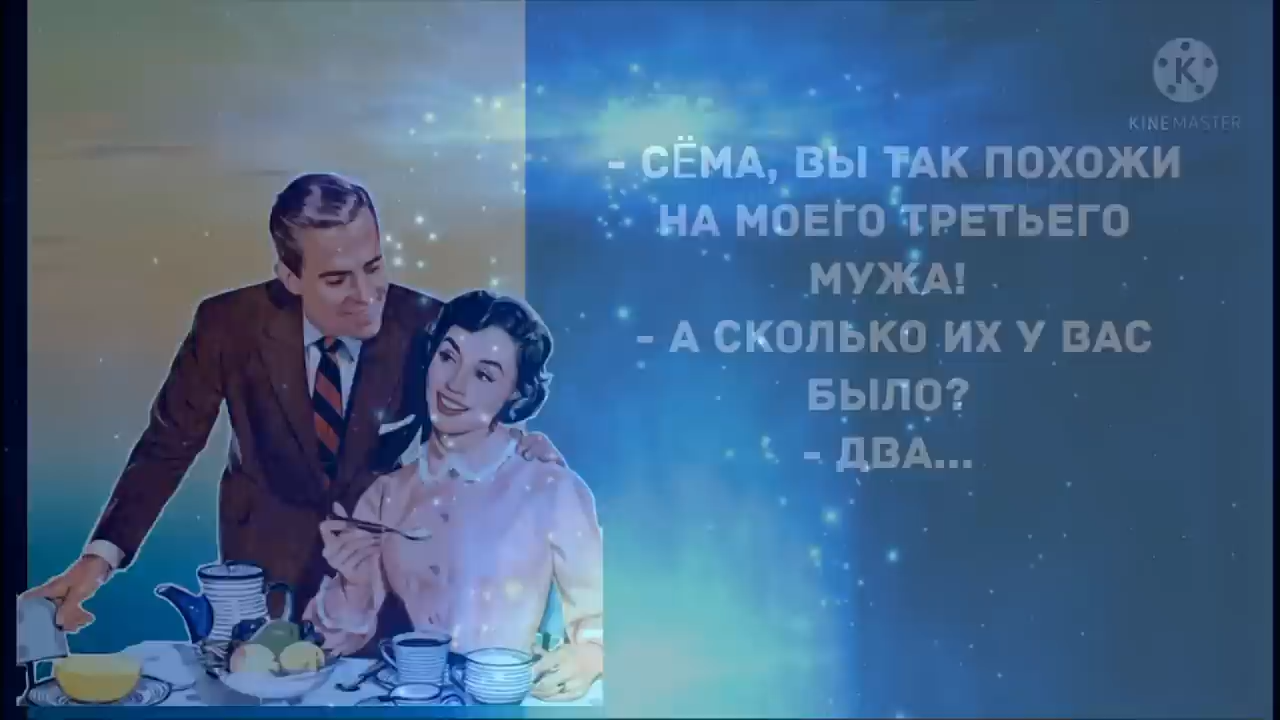 KINEMASTER
- СЁМА, ВЫ ТАК ПОХОЖИ
НА МОЕГО ТРЕТЬЕГО
МУЖА!
- А СКОЛЬКО ИХ У ВАС
БЫЛО?
- ДВА...